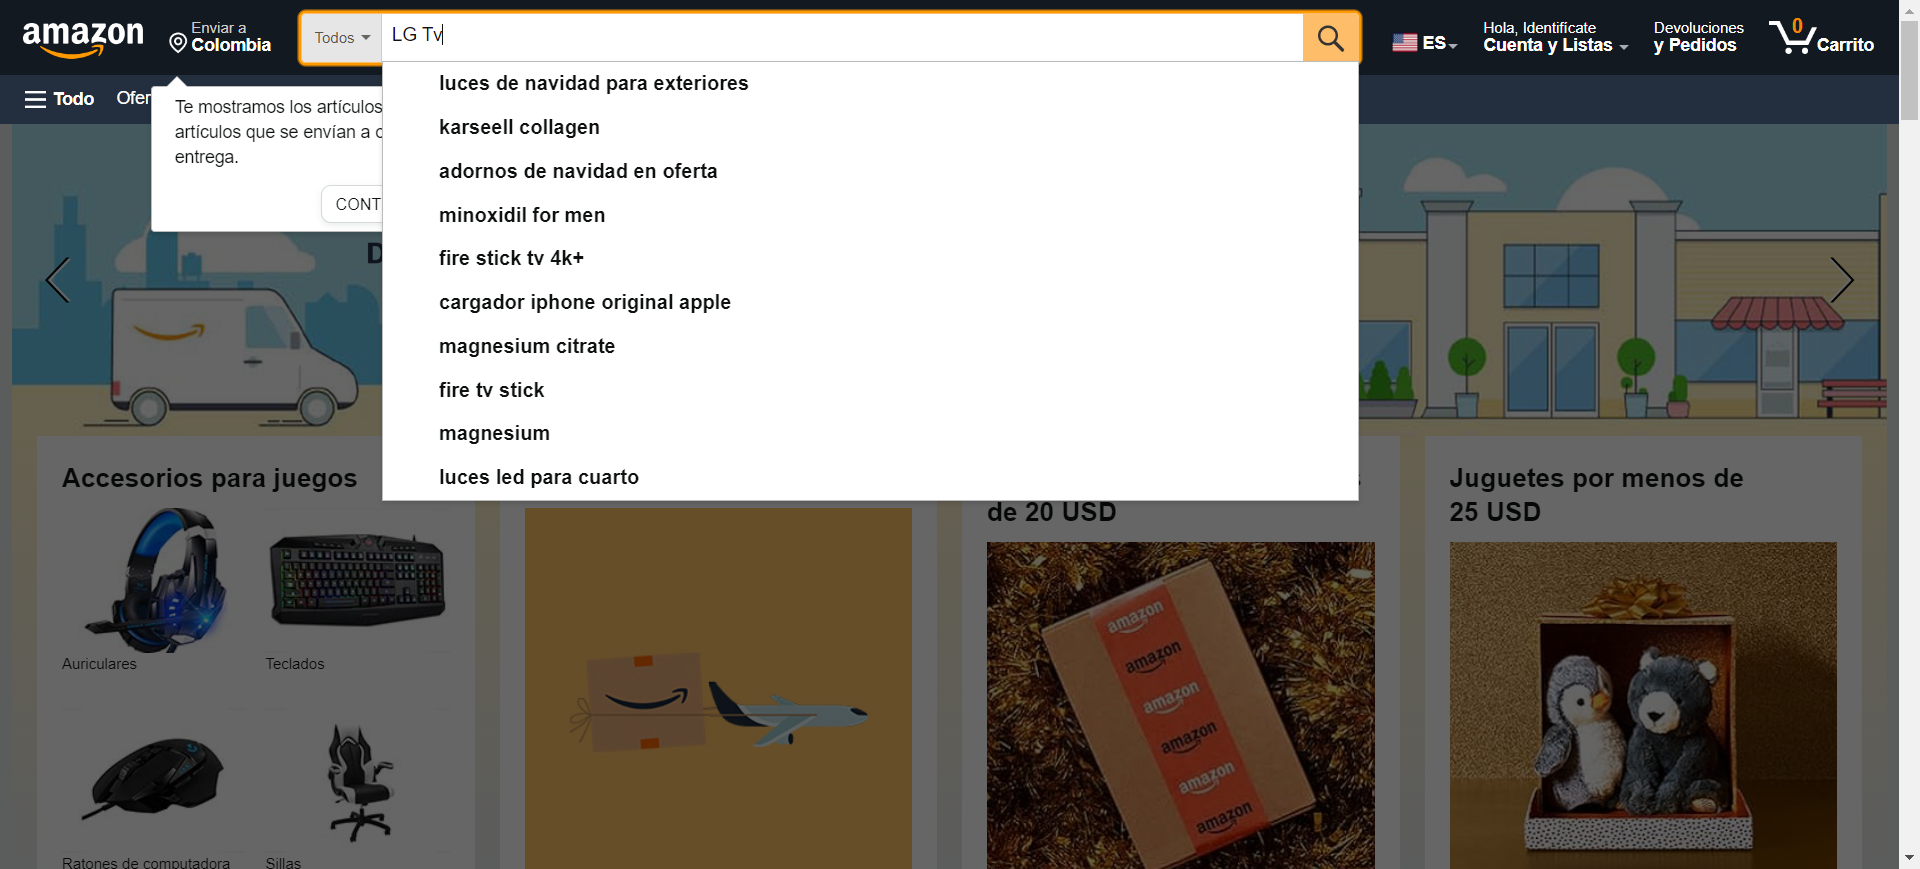 amazon
Enviar a
Colombia
Todos
LG Tv
ES
Hola, Identifícate
Cuenta y Listas
Devoluciones
y Pedidos
0
Carrito
Todo
Ofer
Te mostramos los artículos
artículos que se envían a
entrega.
CONT
luces de navidad para exteriores
karseell collagen
adornos de navidad en oferta
minoxidil for men
fire stick tv 4k+
cargador iphone original apple
magnesium citrate
fire tv stick
magnesium
luces led para cuarto
D
Accesorios para juegos
Auriculares
Teclados
Ratones de computadora
Sillas
de 20 USD
amazon
amazon
amazon
amazon
amazon
amazon
Juguetes por menos de
25 USD